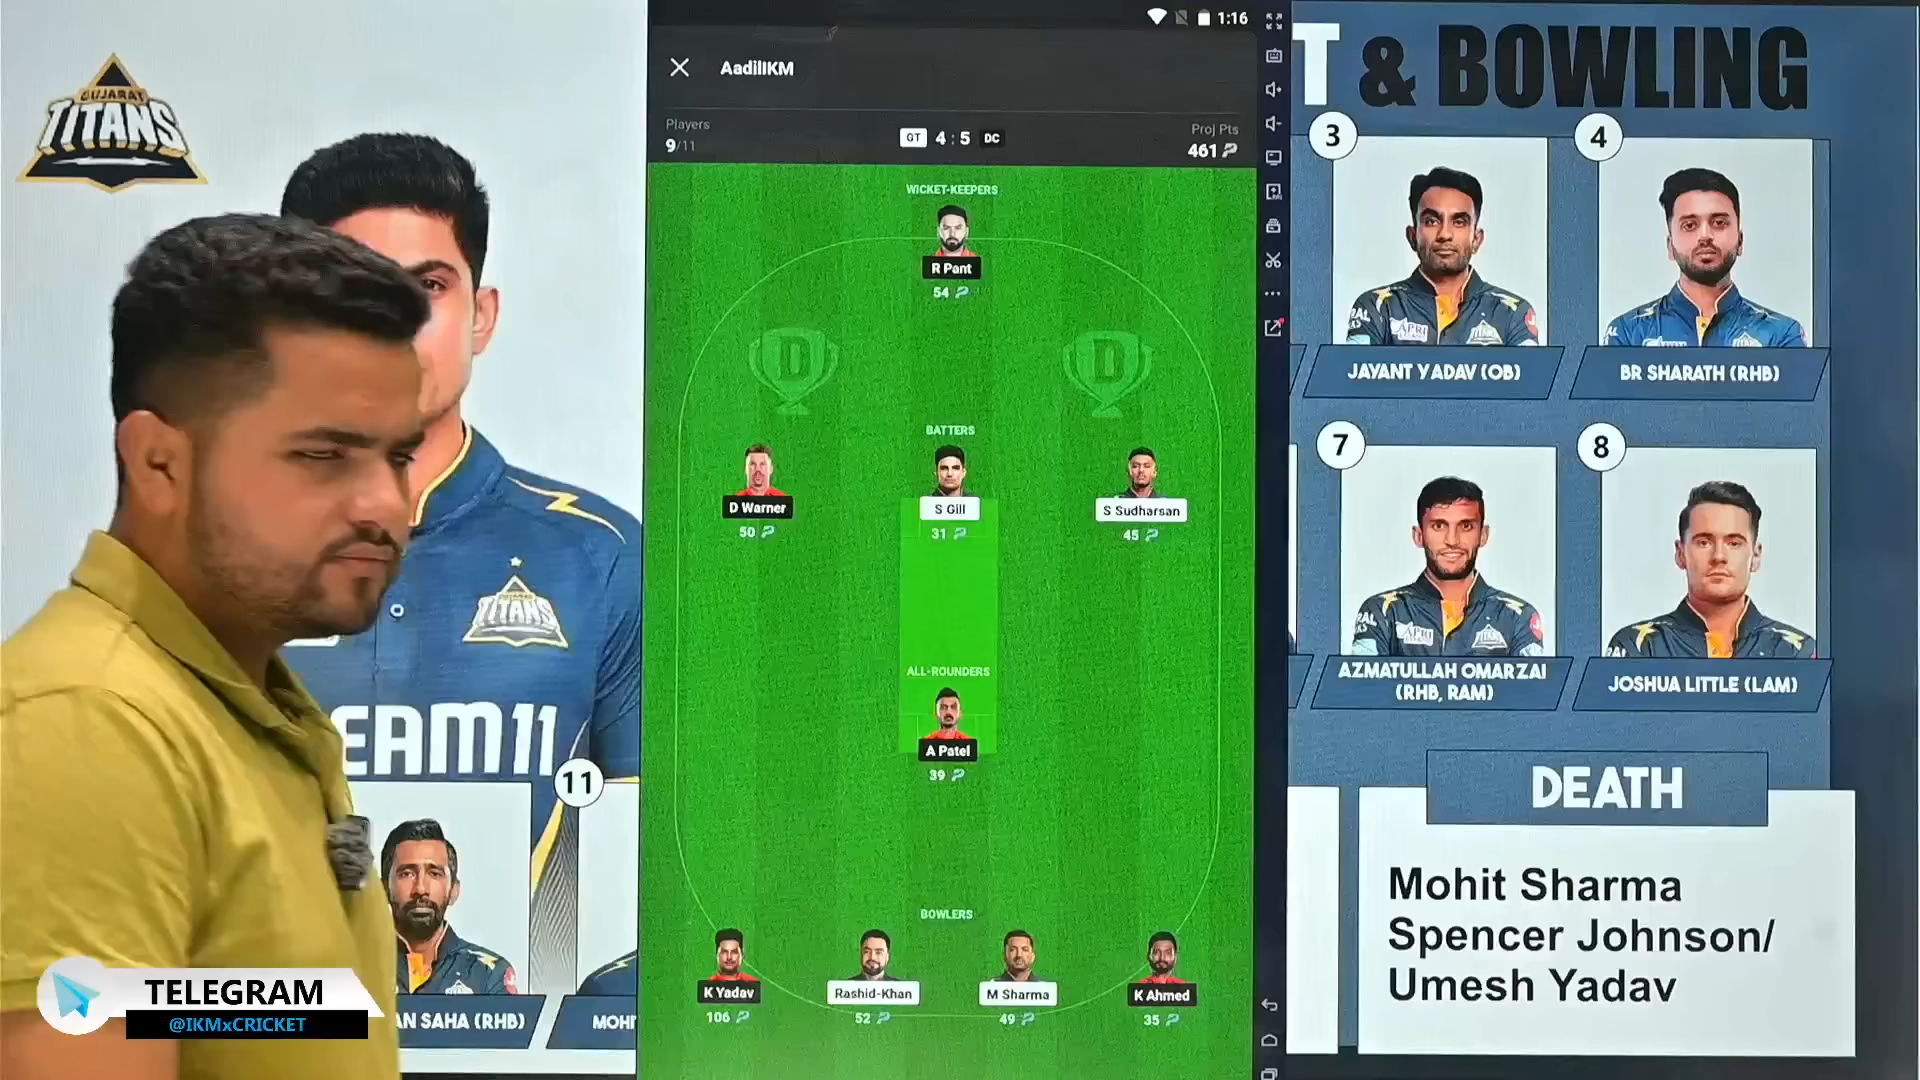 GUJARAT
TITANS
GUJARAT
TITANS
EAM11
11
AN SAHA (RHB)
MOHI
TELEGRAM
@IKMxCRICKET
1:16
AadilIKM
Players
9/11
GT 4 : 5 DC
Proj Pts
461
WICKET-KEEPERS
R Pant
54
D
D
BATTERS
D Warner
50
S Gill
31
S Sudharsan
45
ALL-ROUNDERS
A Patel
39
BOWLERS
K Yadav
106
Rashid-Khan
52
M Sharma
49
K Ahmed
35
T & BOWLING
3
JAYANT YADAV (OB)
4
BR SHARATH (RHB)
7
AZMATULLAH OMARZAI
(RHB, RAM)
8
JOSHUA LITTLE (LAM)
DEATH
Mohit Sharma
Spencer Johnson/
Umesh Yadav